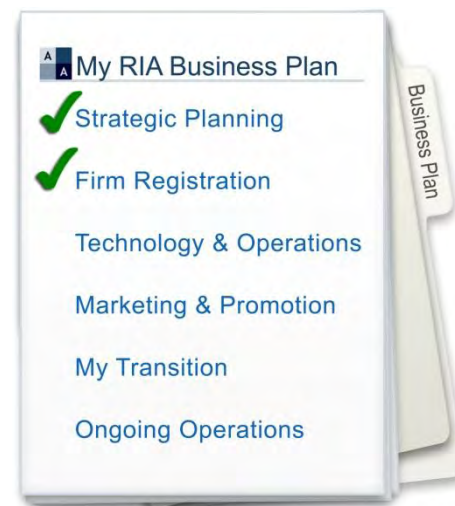 A
A
My RIA Business Plan
Strategic Planning
Firm Registration
Technology & Operations
Marketing & Promotion
My Transition
Ongoing Operations
Business Plan